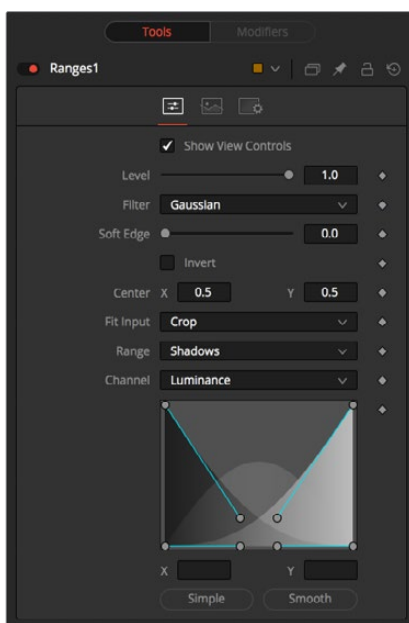 Tools Modifiers
Ranges1
Show View Controls
Level 1.0
Filter Gaussian
Soft Edge 0.0
Invert
Center X 0.5 Y 0.5
Fit Input Crop
Range Shadows
Channel Luminance
X Y
Simple Smooth